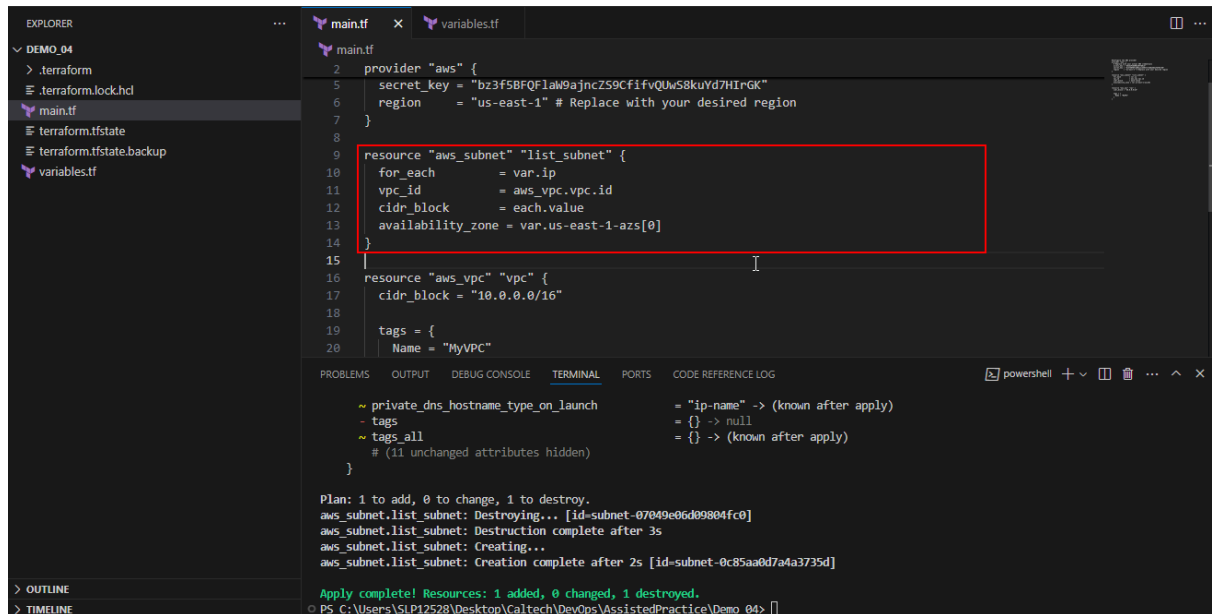 EXPLORER
DEMO_04
.terraform
.terraform.lock.hcl
main.tf
terraform.tfstate
terraform.tfstate.backup
variables.tf
OUTLINE
TIMELINE
main.tf
variables.tf
main.tf
2 provider "aws" {
5 secret_key = "bz3f5BFQFlaW9ajncZS9CfifvQUwS8kuYd7HIrGK"
6 region = "us-east-1" # Replace with your desired region
7 }
8
9 resource "aws_subnet" "list_subnet" {
10 for_each = var.ip
11 vpc_id = aws_vpc.vpc.id
12 cidr_block = each.value
13 availability_zone = var.us-east-1-azs[0]
14 }
15
16 resource "aws_vpc" "vpc" {
17 cidr_block = "10.0.0.0/16"
18
19 tags = {
20 Name = "MyVPC"
PROBLEMS OUTPUT DEBUG CONSOLE TERMINAL PORTS CODE REFERENCE LOG
powershell
~ private_dns_hostname_type_on_launch = "ip-name" -> (known after apply)
- tags = {} -> null
~ tags_all = {} -> (known after apply)
# (11 unchanged attributes hidden)
}
Plan: 1 to add, 0 to change, 1 to destroy.
aws_subnet.list_subnet: Destroying... [id=subnet-07049e06d09804fc0]
aws_subnet.list_subnet: Destruction complete after 3s
aws_subnet.list_subnet: Creating...
aws_subnet.list_subnet: Creation complete after 2s [id=subnet-0c85aa0d7a4a3735d]
Apply complete! Resources: 1 added, 0 changed, 1 destroyed.
PS C:\Users\SLP12528\Desktop\Caltech\DevOps\AssistedPractice\Demo_04>